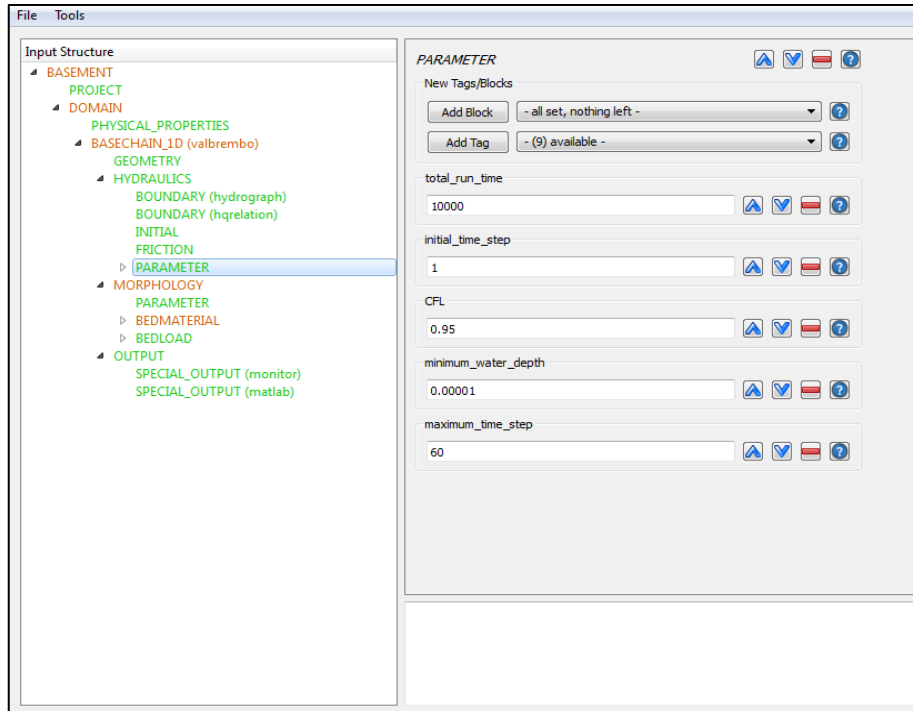 File Tools
Input Structure
BASEMENT
PROJECT
DOMAIN
PHYSICAL_PROPERTIES
BASECHAIN_1D (valbrembo)
GEOMETRY
HYDRAULICS
BOUNDARY (hydrograph)
BOUNDARY (hqrelation)
INITIAL
FRICTION
PARAMETER
MORPHOLOGY
PARAMETER
BEDMATERIAL
BEDLOAD
OUTPUT
SPECIAL_OUTPUT (monitor)
SPECIAL_OUTPUT (matlab)
PARAMETER
New Tags/Blocks
Add Block - all set, nothing left -
Add Tag - (9) available -
total_run_time
10000
initial_time_step
1
CFL
0.95
minimum_water_depth
0.00001
maximum_time_step
60